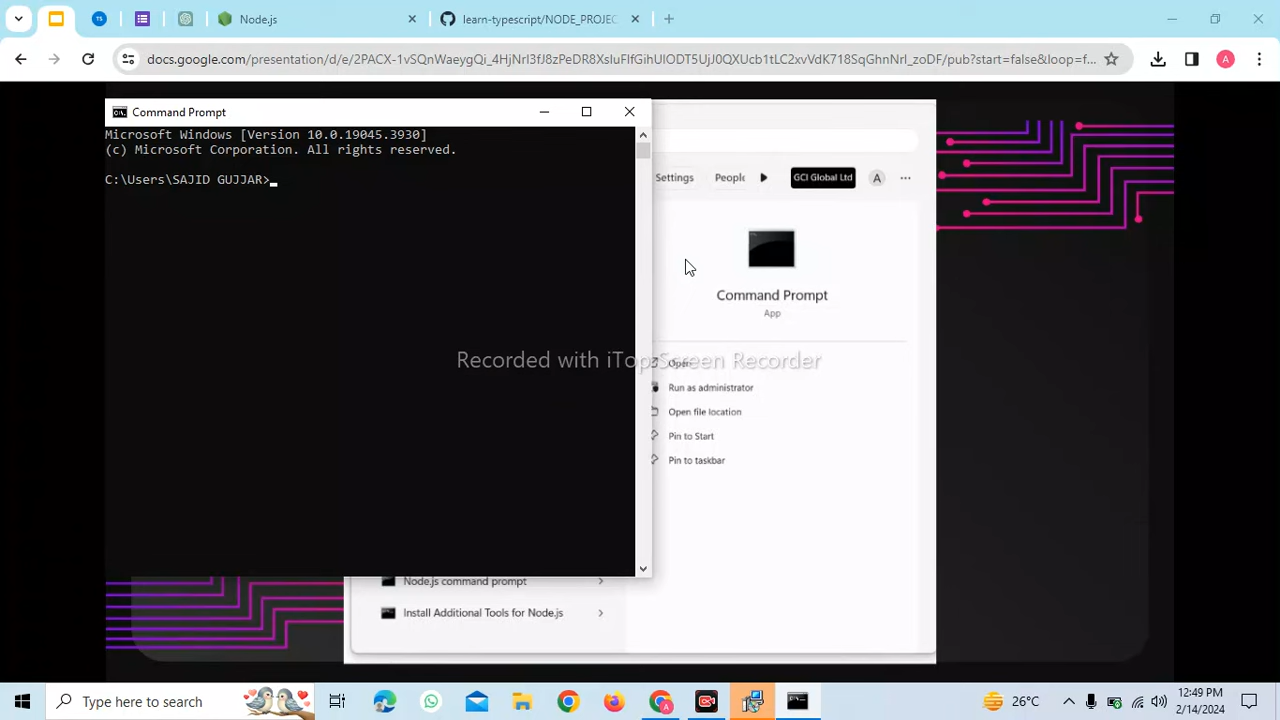 Node.js
learn-typescript/NODE_PROJEC
docs.google.com/presentation/d/e/2PACX-1vSQnWaeygQi_4HjNrl3fJ8zPeDR8XsluFlfGihUlODT5UjJ0QXUcb1tLC2xvVdK718SqGhnNrl_zoDF/pub?start=false&loop=f...
A
Command Prompt
Microsoft Windows [Version 10.0.19045.3930]
(c) Microsoft Corporation. All rights reserved.
C:\Users\SAJID GUJJAR>
Settings
People
GCI Global Ltd
A
Command Prompt
App
Recorded with iTop Screen Recorder
Open
Run as administrator
Open file location
Pin to Start
Pin to taskbar
Node.js command prompt
Install Additional Tools for Node.js
Type here to search
26°C
12:49 PM
2/14/2024